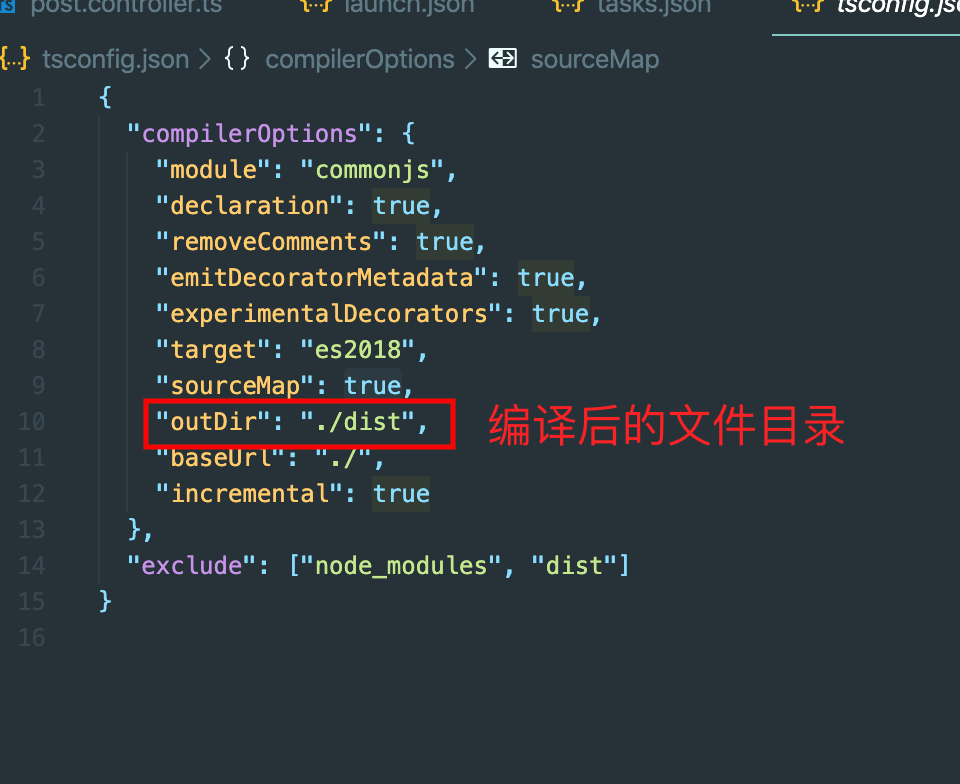 post.controller.ts {..} launch.json {..} tasks.json {..} tsconfig.js
{..} tsconfig.json > {} compilerOptions > sourceMap
1 {
2 "compilerOptions": {
3 "module": "commonjs",
4 "declaration": true,
5 "removeComments": true,
6 "emitDecoratorMetadata": true,
7 "experimentalDecorators": true,
8 "target": "es2018",
9 "sourceMap": true,
10 "outDir": "./dist", 编译后的文件目录
11 "baseUrl": "./",
12 "incremental": true
13 },
14 "exclude": ["node_modules", "dist"]
15 }
16